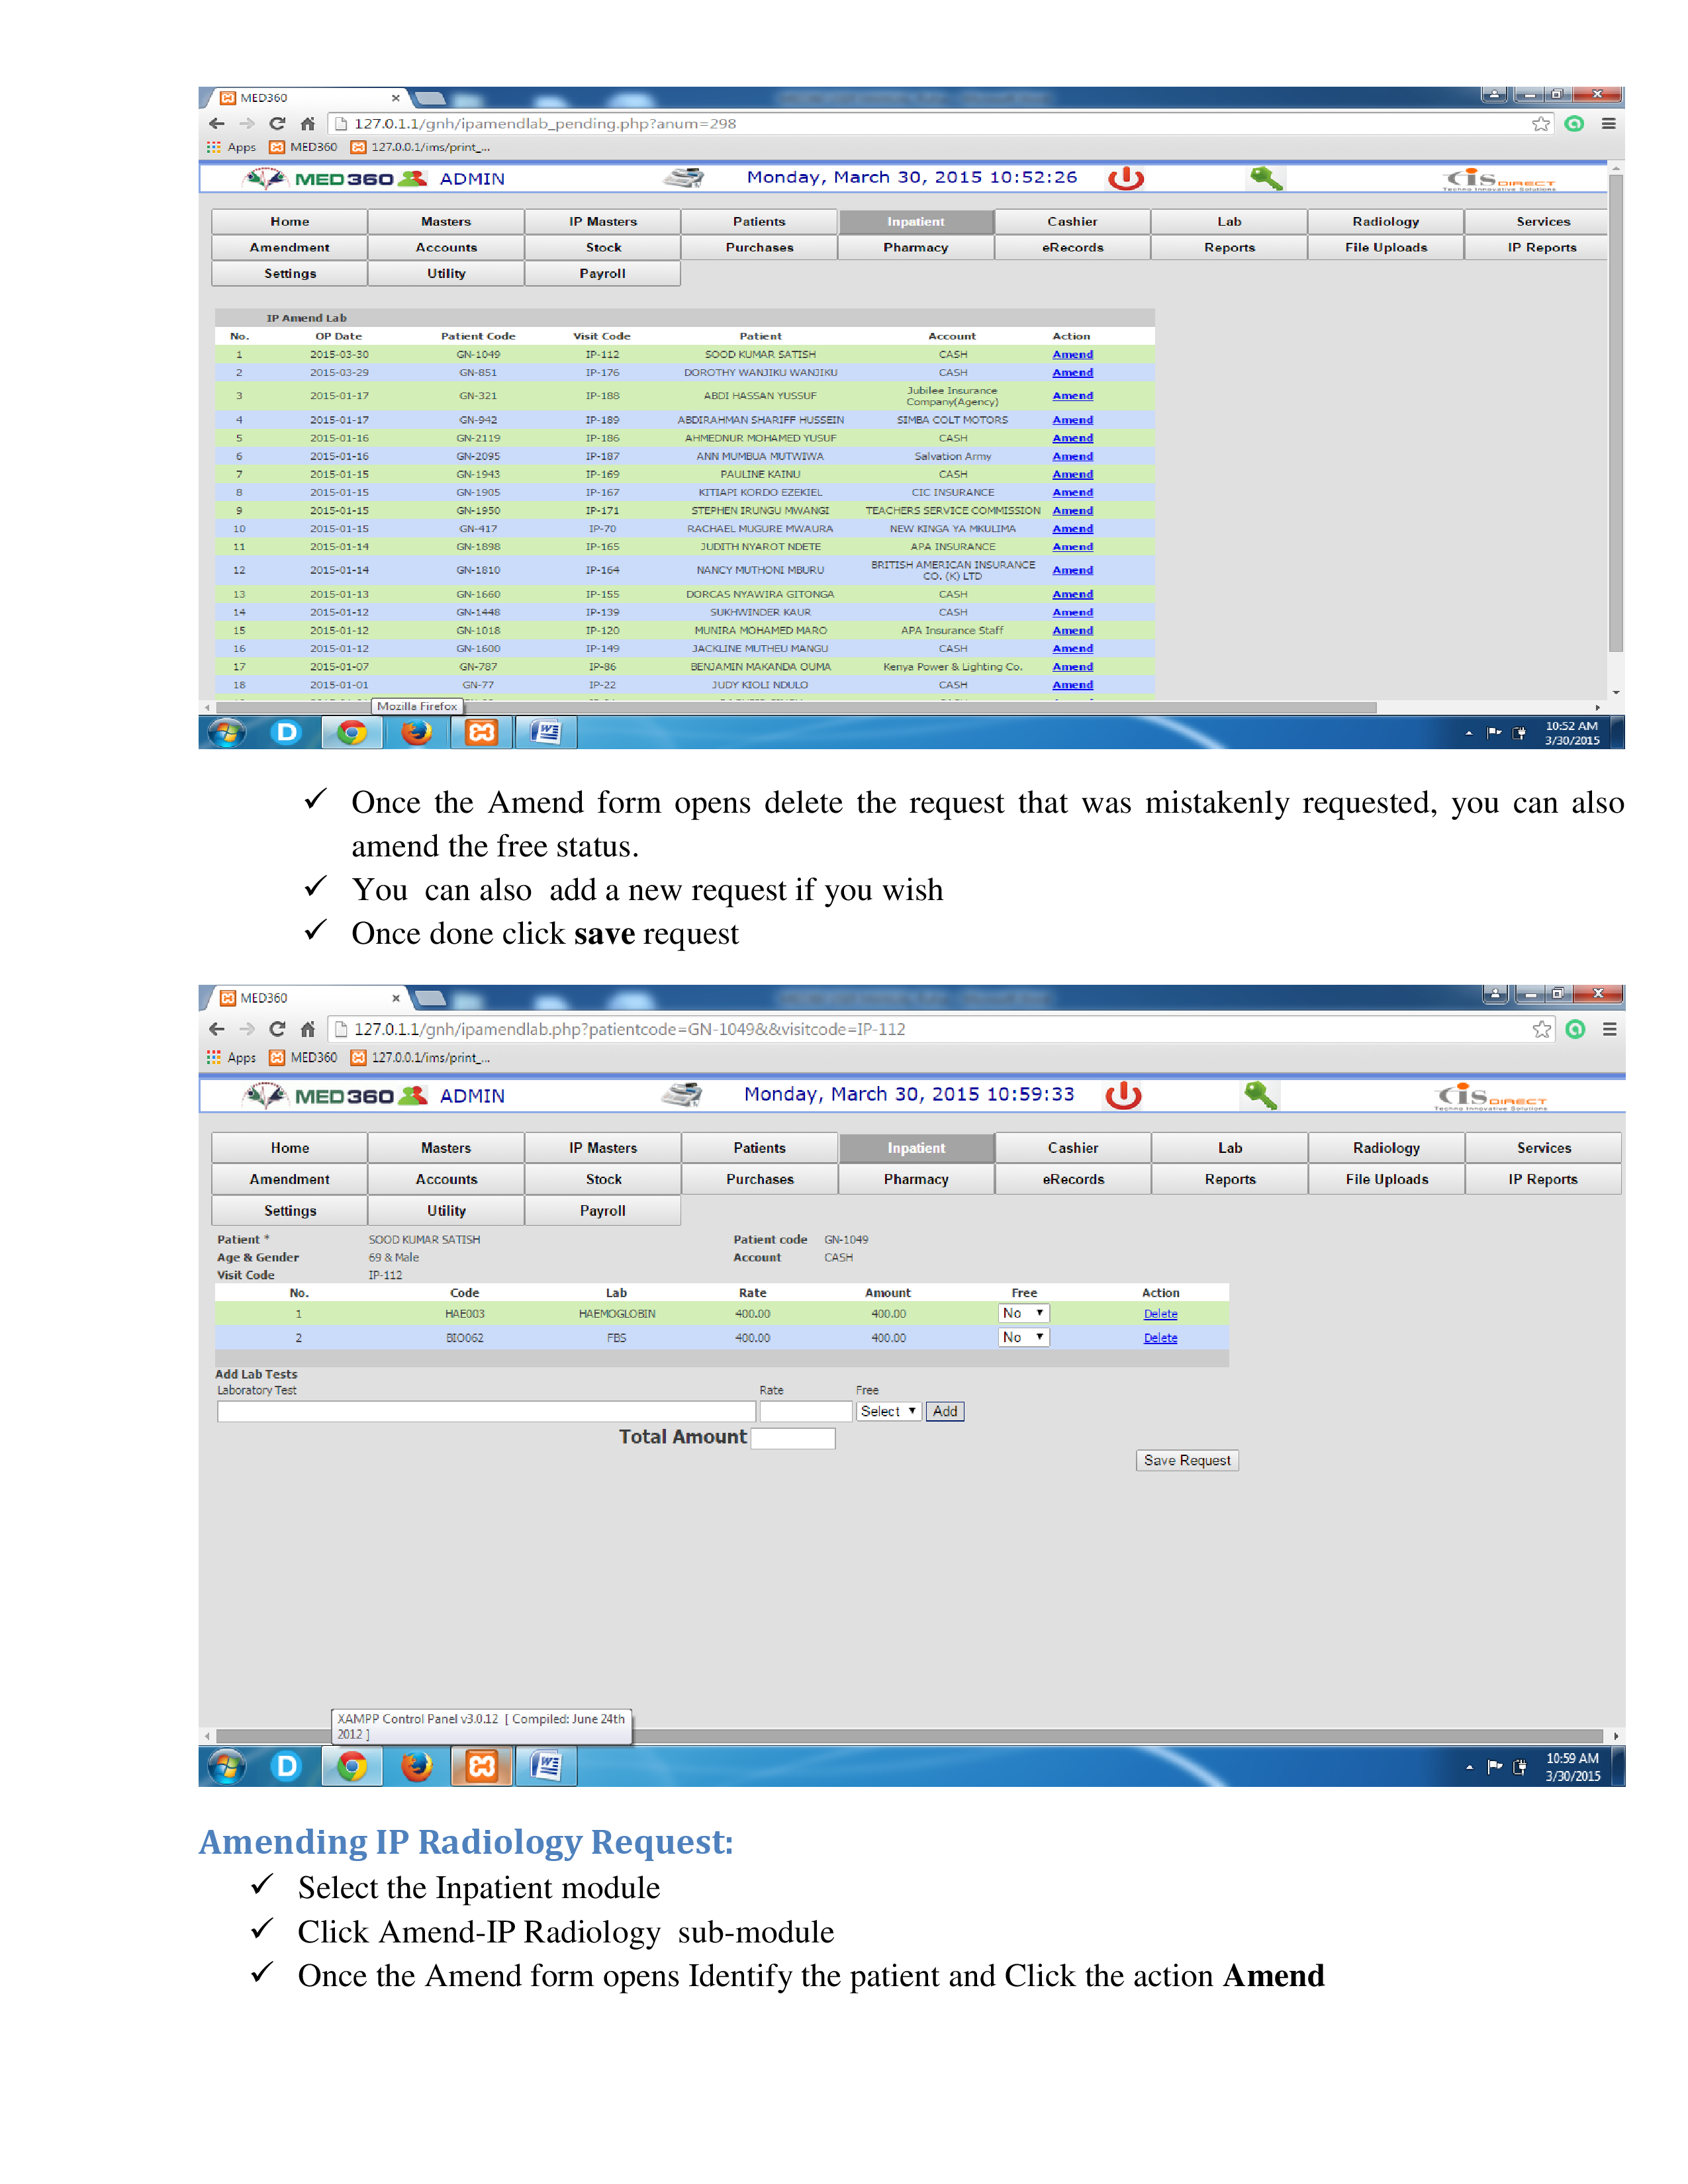 MED360
127.0.1.1/gnh/ipamendlab_pending.php?anum=298
Apps MED360 127.0.0.1/ims/print_...
MED360 ADMIN Monday, March 30, 2015 10:52:26 CIS DIRECT
Techno Innovative Solutions
Home Masters IP Masters Patients Inpatient Cashier Lab Radiology Services
Amendment Accounts Stock Purchases Pharmacy eRecords Reports File Uploads IP Reports
Settings Utility Payroll
IP Amend Lab
No. OP Date Patient Code Visit Code Patient Account Action
1 2015-03-30 GN-1049 IP-112 SOOD KUMAR SATISH CASH Amend
2 2015-03-29 GN-851 IP-176 DOROTHY WANJIKU WANJIKU CASH Amend
3 2015-01-17 GN-321 IP-188 ABDI HASSAN YUSSUF Jubilee Insurance Company(Agency) Amend
4 2015-01-17 GN-942 IP-189 ABDIRAHMAN SHARIFF HUSSEIN SIMBA COLT MOTORS Amend
5 2015-01-16 GN-2119 IP-186 AHMEDNUR MOHAMED YUSUF CASH Amend
6 2015-01-16 GN-2095 IP-187 ANN MUMBUA MUTWIWA Salvation Army Amend
7 2015-01-15 GN-1943 IP-169 PAULINE KAINU CASH Amend
8 2015-01-15 GN-1905 IP-167 KITIAPI KORDO EZEKIEL CIC INSURANCE Amend
9 2015-01-15 GN-1950 IP-171 STEPHEN IRUNGU MWANGI TEACHERS SERVICE COMMISSION Amend
10 2015-01-15 GN-417 IP-70 RACHAEL MUGURE MWAURA NEW KINGA YA MKULIMA Amend
11 2015-01-14 GN-1898 IP-165 JUDITH NYAROT NDETE APA INSURANCE Amend
12 2015-01-14 GN-1810 IP-164 NANCY MUTHONI MBURU BRITISH AMERICAN INSURANCE CO. (K) LTD Amend
13 2015-01-13 GN-1660 IP-155 DORCAS NYAWIRA GITONGA CASH Amend
14 2015-01-12 GN-1448 IP-139 SUKHWINDER KAUR CASH Amend
15 2015-01-12 GN-1018 IP-120 MUNIRA MOHAMED MARO APA Insurance Staff Amend
16 2015-01-12 GN-1600 IP-149 JACKLINE MUTHEU MANGU CASH Amend
17 2015-01-07 GN-787 IP-86 BENJAMIN MAKANDA OUMA Kenya Power & Lighting Co. Amend
18 2015-01-01 GN-77 IP-22 JUDY KIOLI NDULO CASH Amend
Mozilla Firefox
10:52 AM
3/30/2015
✓ Once the Amend form opens delete the request that was mistakenly requested, you can also
amend the free status.
✓ You can also add a new request if you wish
✓ Once done click save request
MED360
127.0.1.1/gnh/ipamendlab.php?patientcode=GN-1049&&visitcode=IP-112
Apps MED360 127.0.0.1/ims/print_...
MED360 ADMIN Monday, March 30, 2015 10:59:33 CIS DIRECT
Techno Innovative Solutions
Home Masters IP Masters Patients Inpatient Cashier Lab Radiology Services
Amendment Accounts Stock Purchases Pharmacy eRecords Reports File Uploads IP Reports
Settings Utility Payroll
Patient * SOOD KUMAR SATISH Patient code GN-1049
Age & Gender 69 & Male Account CASH
Visit Code IP-112
No. Code Lab Rate Amount Free Action
1 HAE003 HAEMOGLOBIN 400.00 400.00 No Delete
2 BIO062 FBS 400.00 400.00 No Delete
Add Lab Tests
Laboratory Test Rate Free
Select Add
Total Amount
Save Request
XAMPP Control Panel v3.0.12 [ Compiled: June 24th
2012 ]
10:59 AM
3/30/2015
Amending IP Radiology Request:
✓ Select the Inpatient module
✓ Click Amend-IP Radiology sub-module
✓ Once the Amend form opens Identify the patient and Click the action Amend